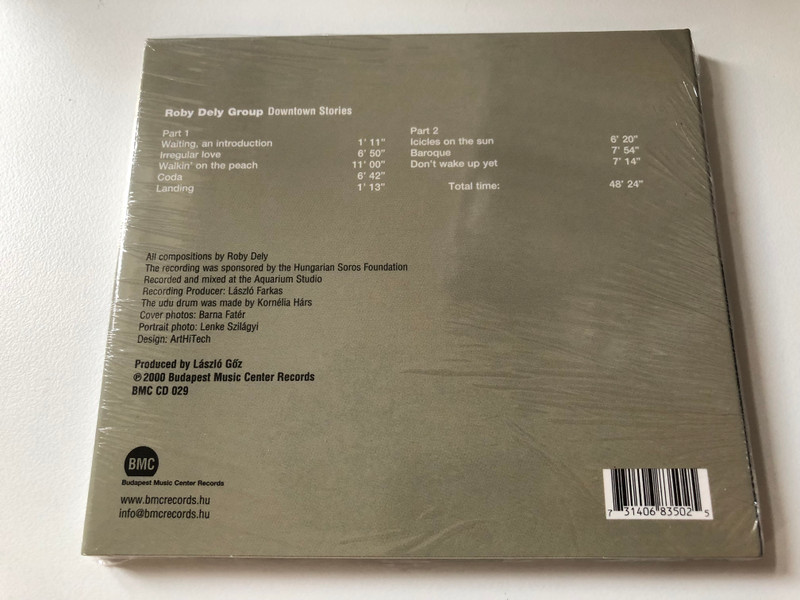 Roby Dely Group Downtown Stories
Part 1
Waiting, an introduction 1' 11"
Irregular love 6' 50"
Walkin' on the peach 11' 00"
Coda 6' 42"
Landing 1' 13"
Part 2
Icicles on the sun 6' 20"
Baroque 7' 54"
Don't wake up yet 7' 14"
Total time: 48' 24"
All compositions by Roby Dely
The recording was sponsored by the Hungarian Soros Foundation
Recorded and mixed at the Aquarium Studio
Recording Producer: László Farkas
The udu drum was made by Kornélia Hárs
Cover photos: Barna Fatér
Portrait photo: Lenke Szilágyi
Design: ArtHiTech
Produced by László Gőz
℗ 2000 Budapest Music Center Records
BMC CD 029
BMC
Budapest Music Center Records
www.bmcrecords.hu
info@bmcrecords.hu
7 31406 83502 5